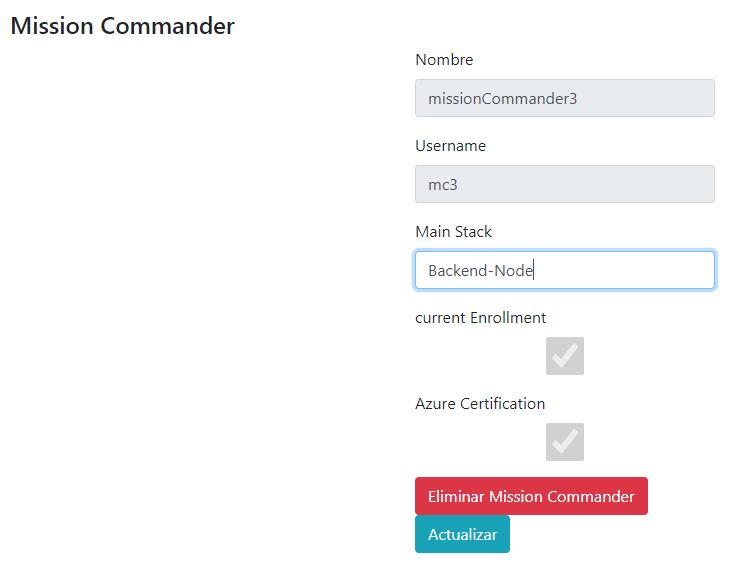 Mission Commander
Nombre
missionCommander3
Username
mc3
Main Stack
Backend-Node
current Enrollment
Azure Certification
Eliminar Mission Commander
Actualizar